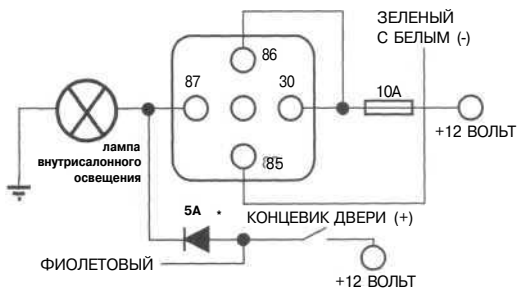 ЗЕЛЕНЫЙ
С БЕЛЫМ (-)
86
87
30
10А
+12 ВОЛЬТ
лампа
внутрисалонного
освещения
85
5А *
КОНЦЕВИК ДВЕРИ (+)
ФИОЛЕТОВЫЙ
+12 ВОЛЬТ